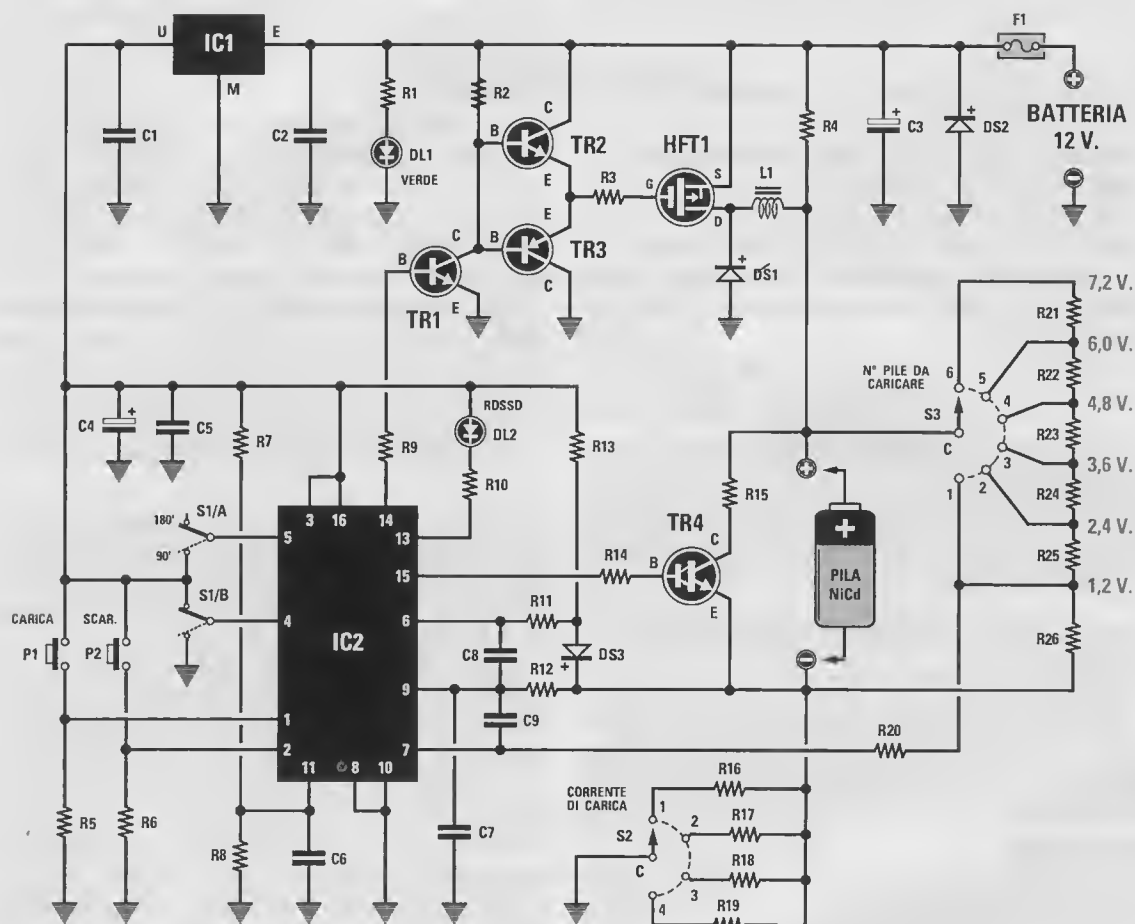 U IC1 E
M
F1
C1
C2
R1
DL1
VERDE
R2
C
B
TR2
E
R3
HFT1
G
S
D
L1
R4
C3
+
DS2
+
BATTERIA
12 V.
+
−
E
B
TR3
C
C
B
TR1
E
+
DS1
7,2 V.
R21
6,0 V.
R22
4,8 V.
R23
3,6 V.
R24
2,4 V.
R25
1,2 V.
R26
N° PILE DA
CARICARE
6
5
4
S3
C
3
2
1
C4
+
C5
R7
R9
RDSSD
DL2
R10
R13
180'
S1/A
90'
S1/B
CARICA
SCAR.
P1
P2
3
16
14
5
13
15
4
6
IC2
9
1
2
7
11
8
10
R14
TR4
B
C
E
R15
+
+
PILA
NiCd
−
R11
C8
R12
DS3
+
C9
R20
R5
R6
R8
C6
C7
CORRENTE
DI CARICA
1
S2
2
C
3
4
R16
R17
R18
R19